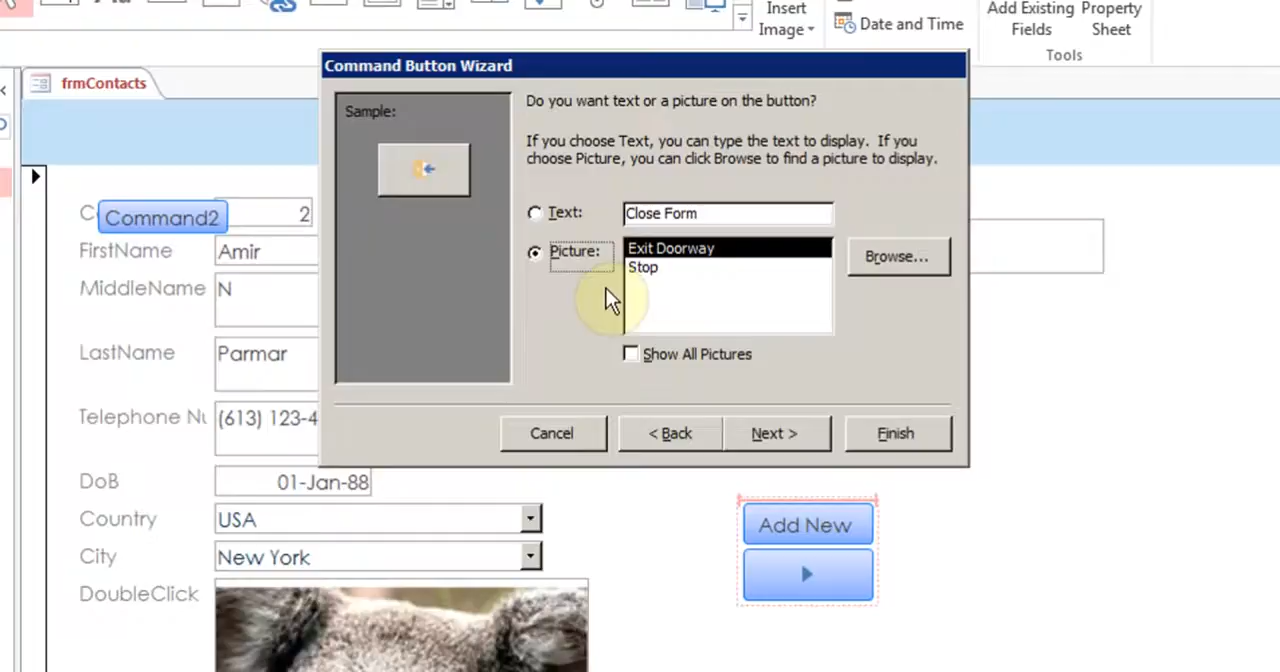 Insert
Image
Date and Time
Add Existing
Fields
Property
Sheet
Tools
frmContacts
Command Button Wizard
Sample:
Do you want text or a picture on the button?
If you choose Text, you can type the text to display. If you
choose Picture, you can click Browse to find a picture to display.
Text:
Close Form
Picture:
Exit Doorway
Stop
Browse...
Show All Pictures
Cancel
< Back
Next >
Finish
Command2
2
FirstName
Amir
MiddleName
N
LastName
Parmar
Telephone Nu
(613) 123-4
DoB
01-Jan-88
Country
USA
City
New York
DoubleClick
Add New